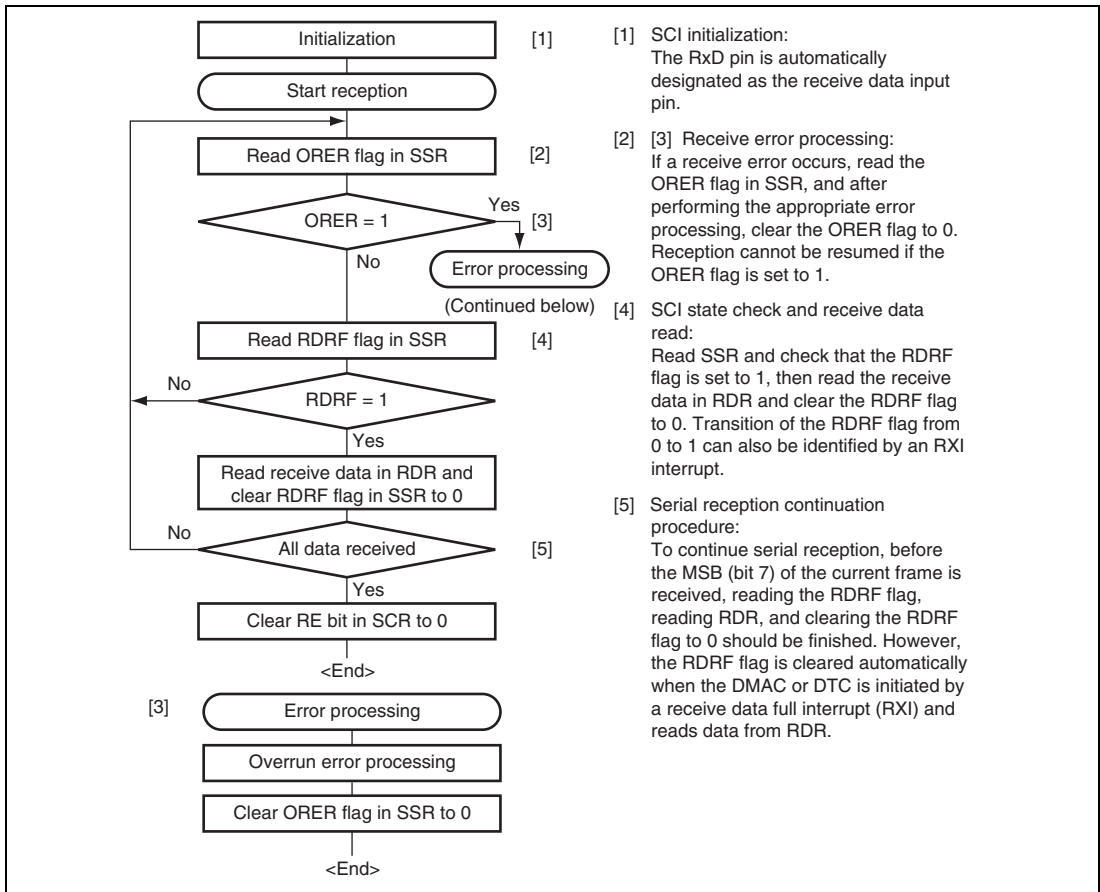 Initialization [1]
Start reception
Read ORER flag in SSR [2]
Yes
ORER = 1 [3]
No
Error processing
(Continued below)
Read RDRF flag in SSR [4]
No
RDRF = 1
Yes
Read receive data in RDR and
clear RDRF flag in SSR to 0
No
All data received [5]
Yes
Clear RE bit in SCR to 0
<End>
[3] Error processing
Overrun error processing
Clear ORER flag in SSR to 0
<End>
[1] SCI initialization:
The RxD pin is automatically
designated as the receive data input
pin.
[2] [3] Receive error processing:
If a receive error occurs, read the
ORER flag in SSR, and after
performing the appropriate error
processing, clear the ORER flag to 0.
Reception cannot be resumed if the
ORER flag is set to 1.
[4] SCI state check and receive data
read:
Read SSR and check that the RDRF
flag is set to 1, then read the receive
data in RDR and clear the RDRF flag
to 0. Transition of the RDRF flag from
0 to 1 can also be identified by an RXI
interrupt.
[5] Serial reception continuation
procedure:
To continue serial reception, before
the MSB (bit 7) of the current frame is
received, reading the RDRF flag,
reading RDR, and clearing the RDRF
flag to 0 should be finished. However,
the RDRF flag is cleared automatically
when the DMAC or DTC is initiated by
a receive data full interrupt (RXI) and
reads data from RDR.